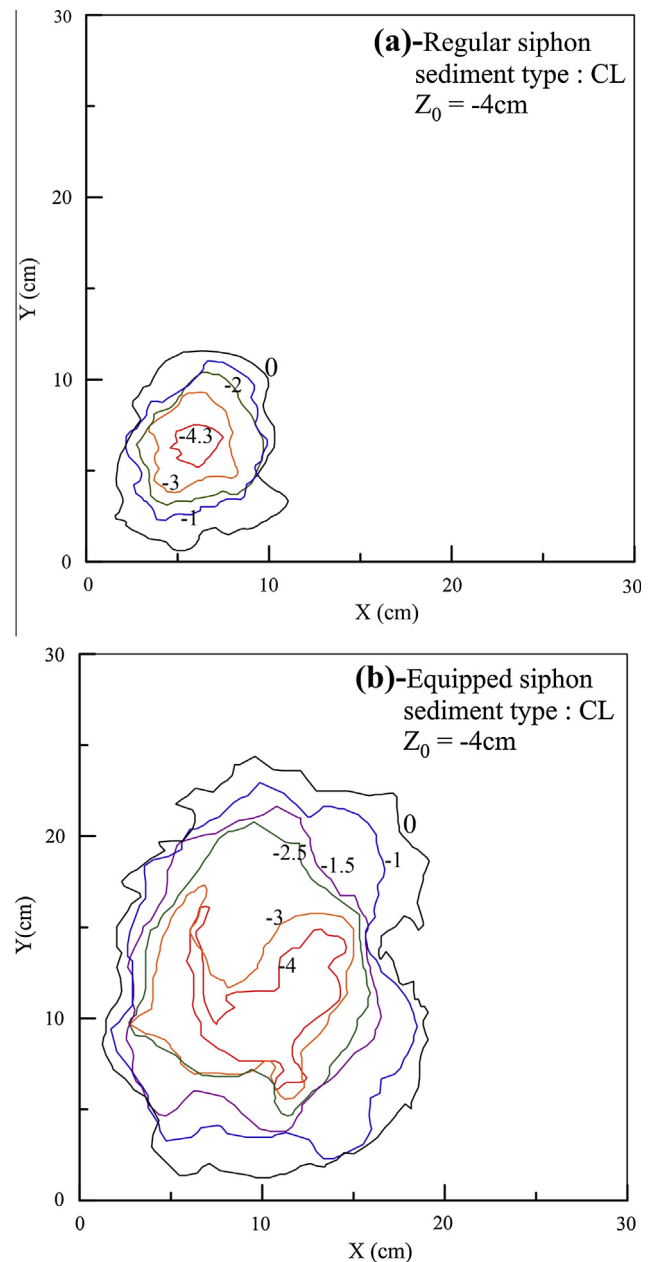 30
(a)-Regular siphon
sediment type : CL
Z0 = -4cm
20
Y (cm)
10
0
-2
-4.3
-3
-1
0
0
10
20
30
X (cm)
30
(b)-Equipped siphon
sediment type : CL
Z0 = -4cm
20
0
-2.5
-1.5
-1
Y(cm)
-3
-4
10
0
0
10
20
30
X (cm)